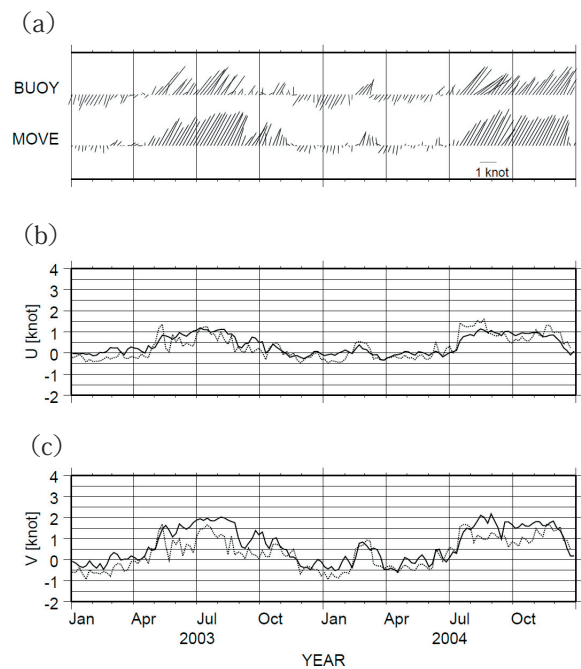 (a)
BUOY
MOVE
1 knot
(b)
4
3
2
1
0
-1
-2
U [knot]
(c)
4
3
2
1
0
-1
-2
V [knot]
Jan Apr Jul Oct Jan Apr Jul Oct
2003 2004
YEAR